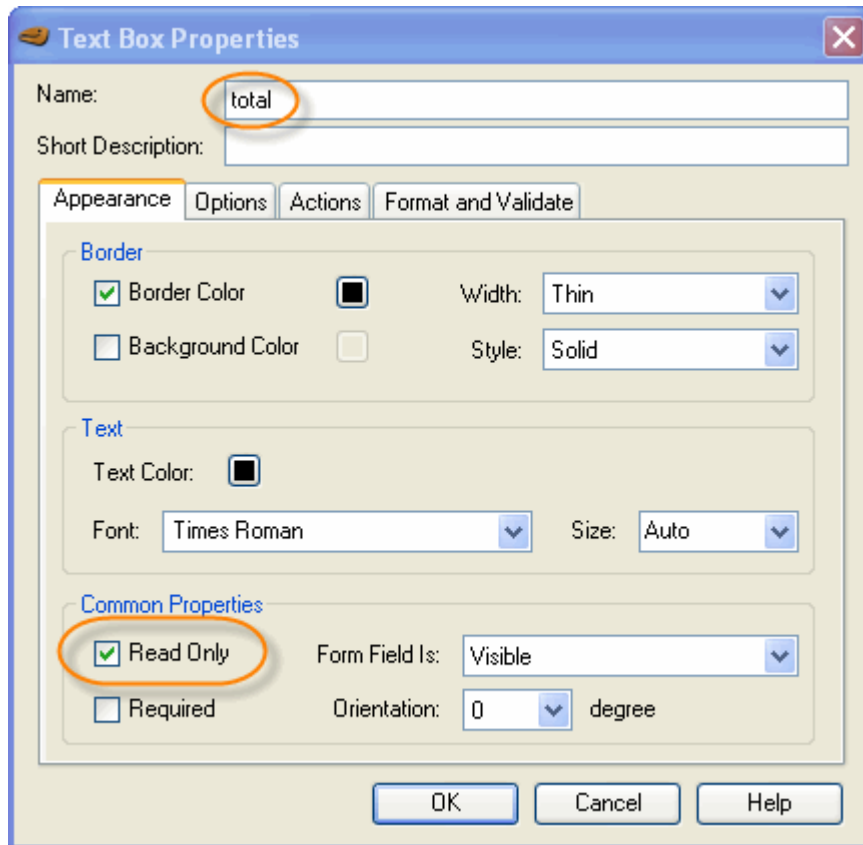 Text Box Properties
Name: total
Short Description:
Appearance Options Actions Format and Validate
Border
Border Color Width: Thin
Background Color Style: Solid
Text
Text Color:
Font: Times Roman Size: Auto
Common Properties
Read Only Form Field Is: Visible
Required Orientation: 0 degree
OK Cancel Help